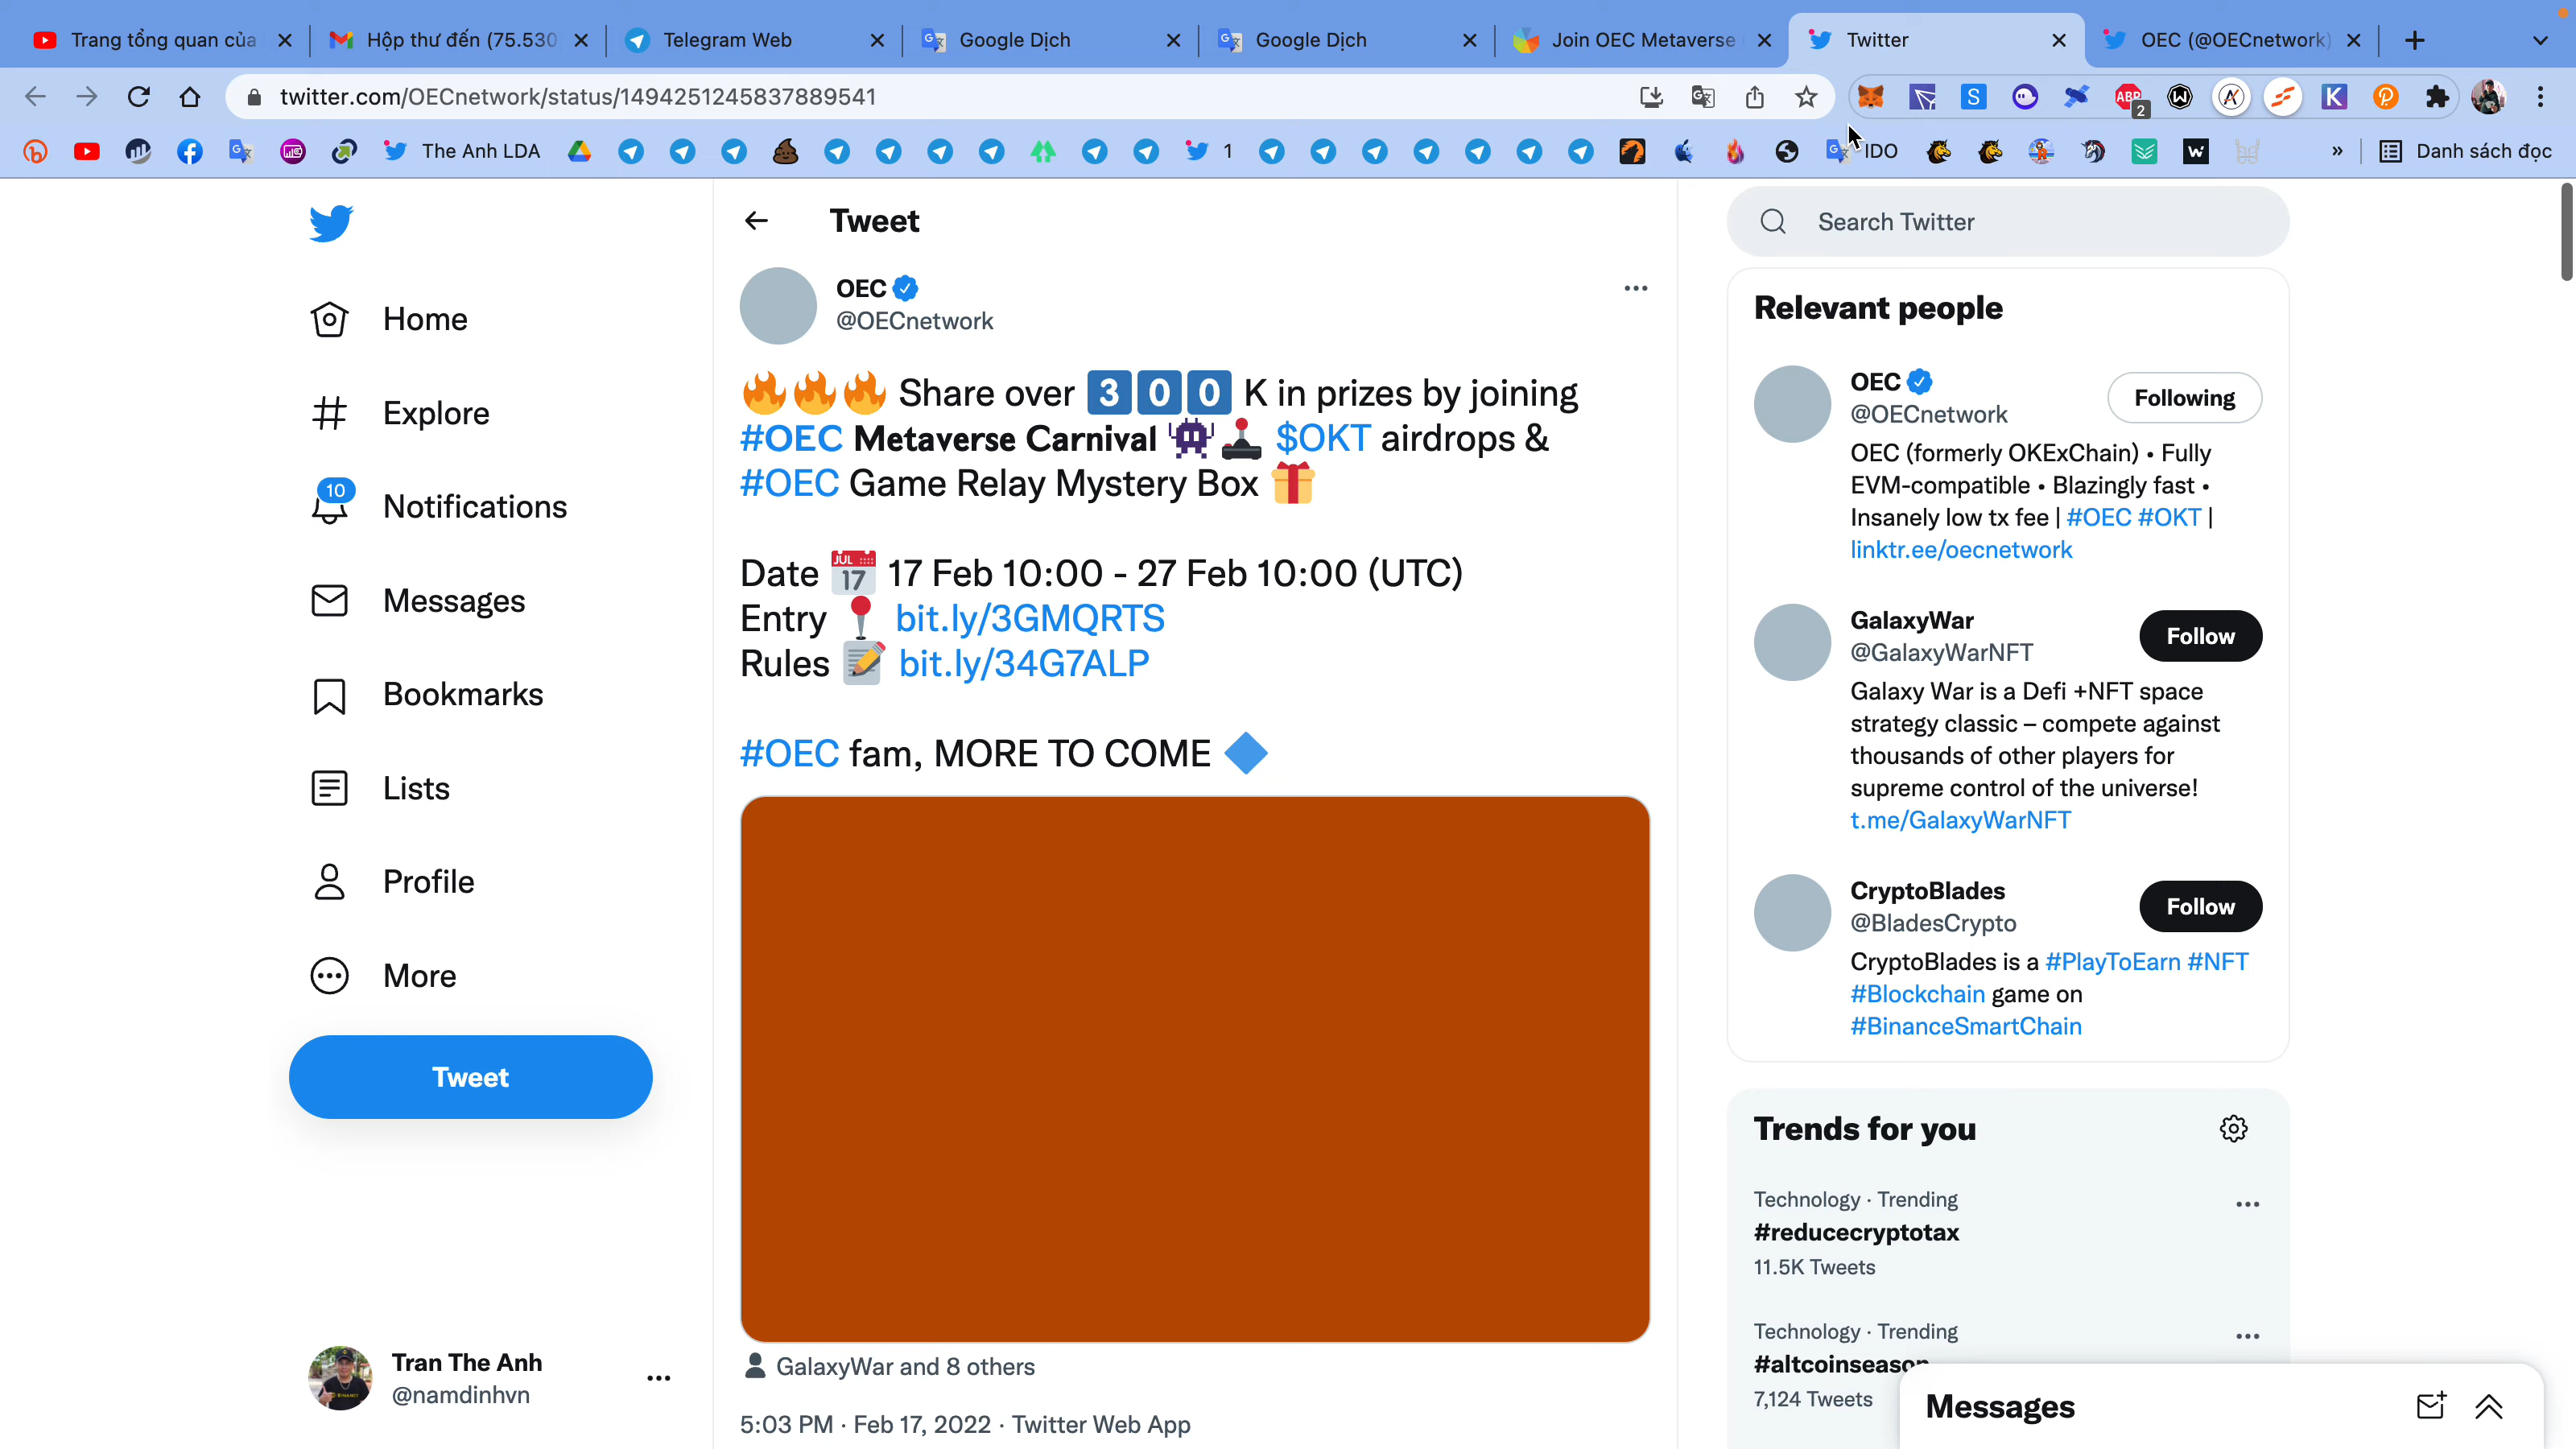 Trang tổng quan của
Hộp thư đến (75.530
Telegram Web
Google Dịch
Google Dịch
Join OEC Metaverse
Twitter
OEC (@OECnetwork)
twitter.com/OECnetwork/status/1494251245837889541
ABP
2
The Anh LDA
1
IDO
Danh sách đọc
Home
Explore
10
Notifications
Messages
Bookmarks
Lists
Profile
More
Tweet
Tran The Anh
@namdinhvn
Tweet
OEC
@OECnetwork
🔥🔥🔥 Share over 3️⃣0️⃣0️⃣ K in prizes by joining
#OEC Metaverse Carnival 👾🕹️ $OKT airdrops &
#OEC Game Relay Mystery Box 🎁
Date 📅 17 Feb 10:00 - 27 Feb 10:00 (UTC)
Entry 📍 bit.ly/3GMQRTS
Rules 📝 bit.ly/34G7ALP
#OEC fam, MORE TO COME 🔷
GalaxyWar and 8 others
5:03 PM · Feb 17, 2022 · Twitter Web App
Search Twitter
Relevant people
OEC
@OECnetwork
Following
OEC (formerly OKExChain) • Fully
EVM-compatible • Blazingly fast •
Insanely low tx fee | #OEC #OKT |
linktr.ee/oecnetwork
GalaxyWar
@GalaxyWarNFT
Follow
Galaxy War is a Defi +NFT space
strategy classic – compete against
thousands of other players for
supreme control of the universe!
t.me/GalaxyWarNFT
CryptoBlades
@BladesCrypto
Follow
CryptoBlades is a #PlayToEarn #NFT
#Blockchain game on
#BinanceSmartChain
Trends for you
Technology · Trending
#reducecryptotax
11.5K Tweets
Technology · Trending
#altcoinseason
7,124 Tweets
Messages